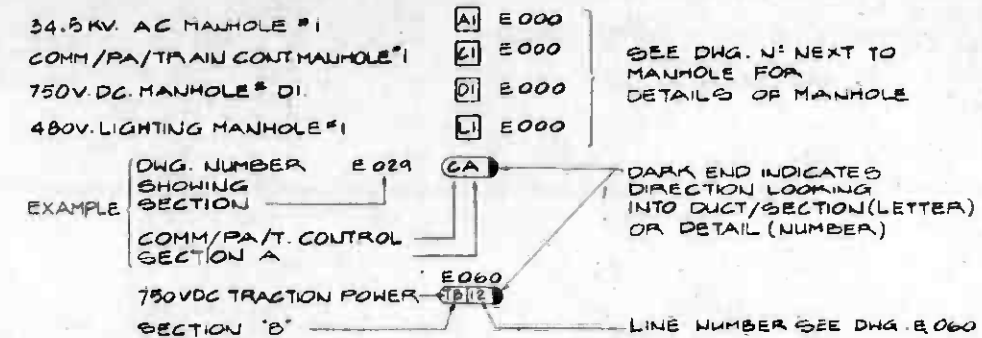 34.5 KV. AC MANHOLE #1 A1 E000
COMM/PA/TRAIN CONT MANHOLE #1 C1 E000
750V. DC. MANHOLE # D1. D1 E000
480V. LIGHTING MANHOLE #1 L1 E000
SEE DWG. Nº NEXT TO
MANHOLE FOR
DETAILS OF MANHOLE
EXAMPLE
DWG. NUMBER E029
SHOWING
SECTION
CA
COMM/PA/T. CONTROL
SECTION A
DARK END INDICATES
DIRECTION LOOKING
INTO DUCT/SECTION (LETTER)
OR DETAIL (NUMBER)
E060
750VDC TRACTION POWER TB 12
SECTION "B"
LINE NUMBER SEE DWG. E060